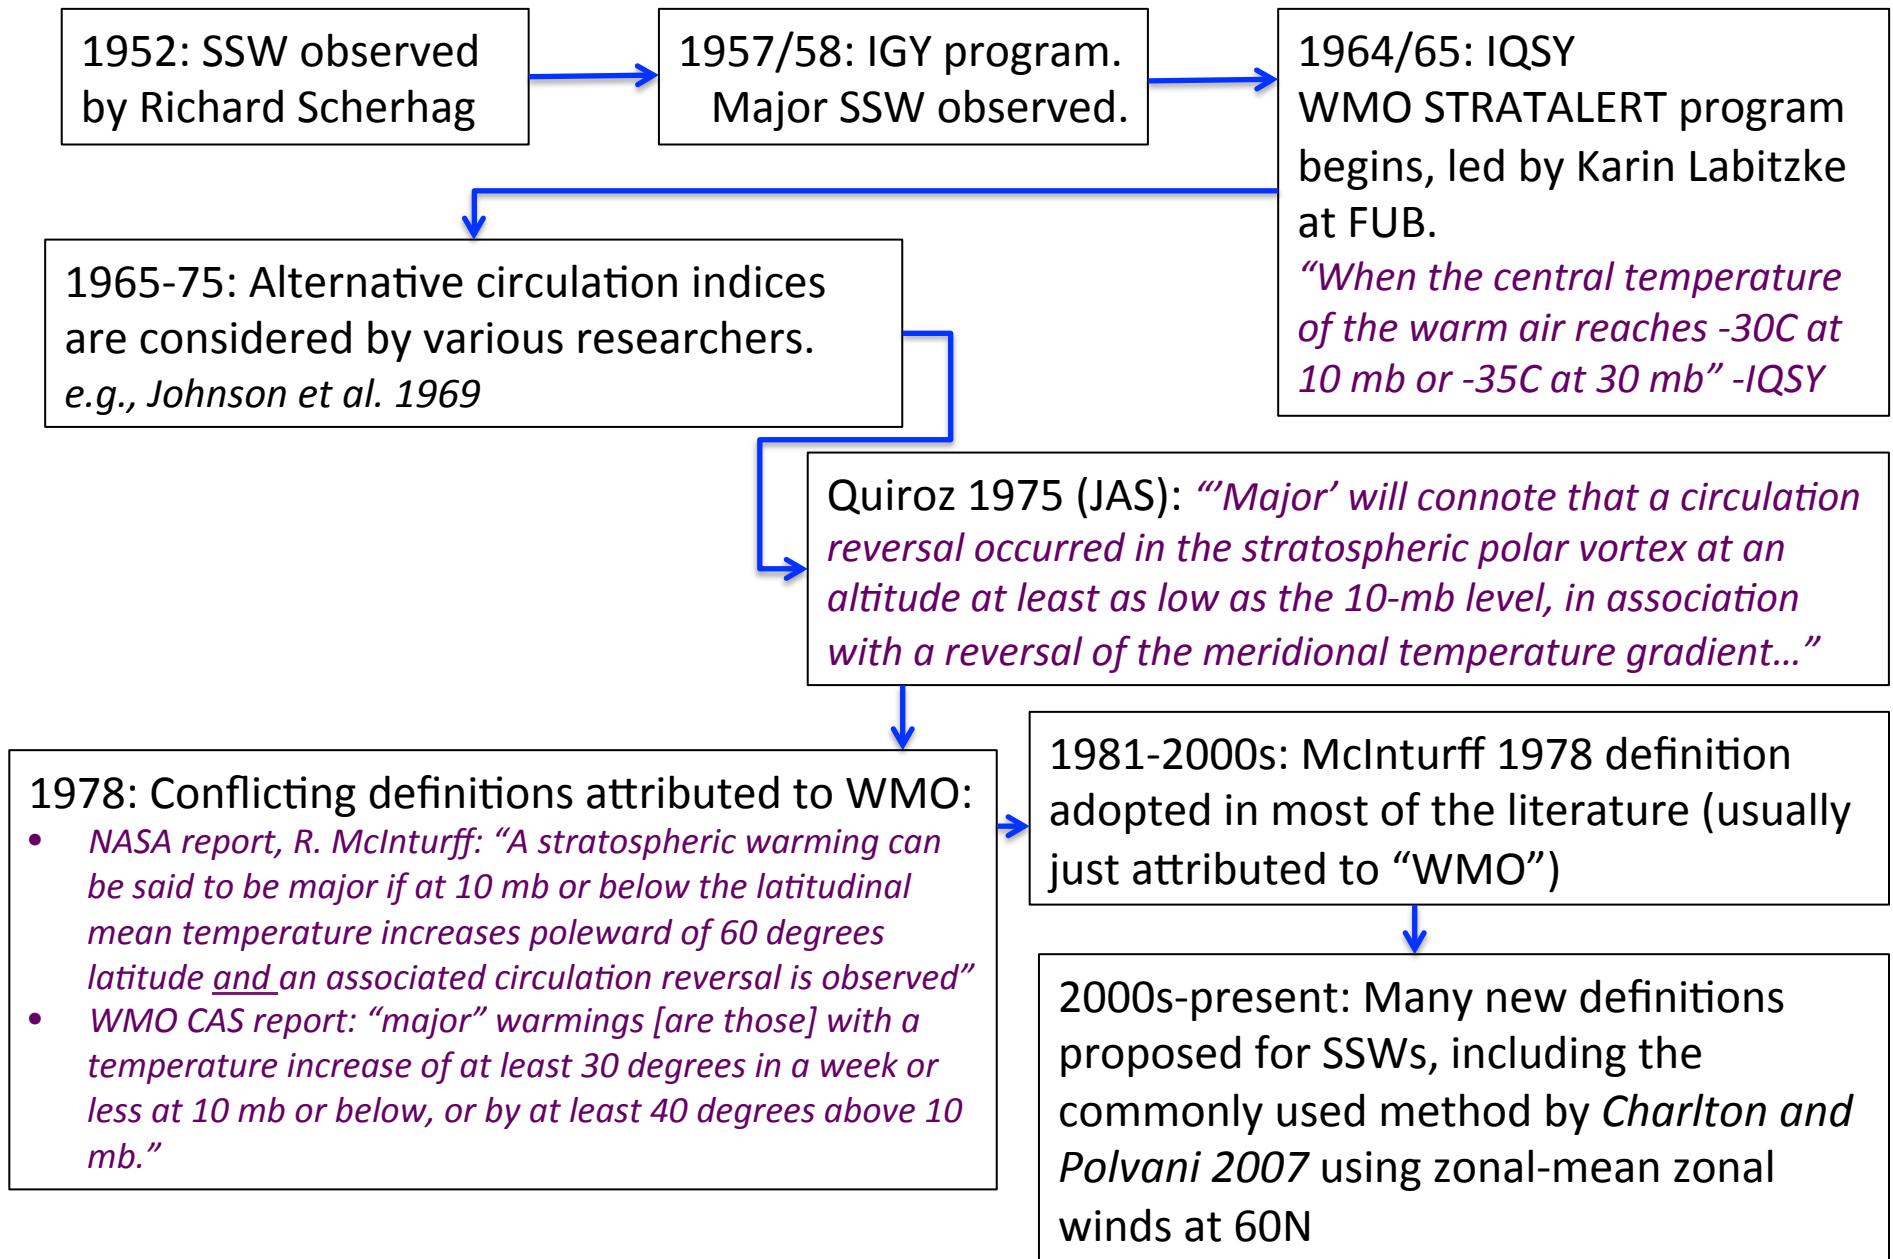 1952: SSW observed
by Richard Scherhag
1957/58: IGY program.
Major SSW observed.
1964/65: IQSY
WMO STRATALERT program
begins, led by Karin Labitzke
at FUB.
“When the central temperature
of the warm air reaches -30C at
10 mb or -35C at 30 mb” -IQSY
1965-75: Alternative circulation indices
are considered by various researchers.
e.g., Johnson et al. 1969
Quiroz 1975 (JAS): “’Major’ will connote that a circulation
reversal occurred in the stratospheric polar vortex at an
altitude at least as low as the 10-mb level, in association
with a reversal of the meridional temperature gradient…”
1978: Conflicting definitions attributed to WMO:
• NASA report, R. McInturff: “A stratospheric warming can
be said to be major if at 10 mb or below the latitudinal
mean temperature increases poleward of 60 degrees
latitude and an associated circulation reversal is observed”
• WMO CAS report: “major” warmings [are those] with a
temperature increase of at least 30 degrees in a week or
less at 10 mb or below, or by at least 40 degrees above 10
mb.”
1981-2000s: McInturff 1978 definition
adopted in most of the literature (usually
just attributed to “WMO”)
2000s-present: Many new definitions
proposed for SSWs, including the
commonly used method by Charlton and
Polvani 2007 using zonal-mean zonal
winds at 60N